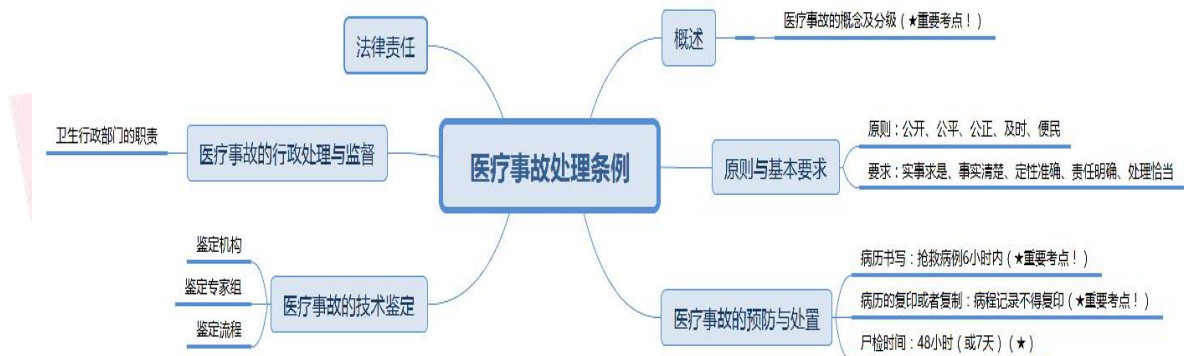 医疗事故处理条例
概述
医疗事故的概念及分级（★重要考点！）
原则与基本要求
原则：公开、公平、公正、及时、便民
要求：实事求是、事实清楚、定性准确、责任明确、处理恰当
医疗事故的预防与处置
病历书写：抢救病例6小时内（★重要考点！）
病历的复印或者复制：病程记录不得复印（★重要考点！）
尸检时间：48小时（或7天）（★）
法律责任
医疗事故的行政处理与监督
卫生行政部门的职责
医疗事故的技术鉴定
鉴定机构
鉴定专家组
鉴定流程